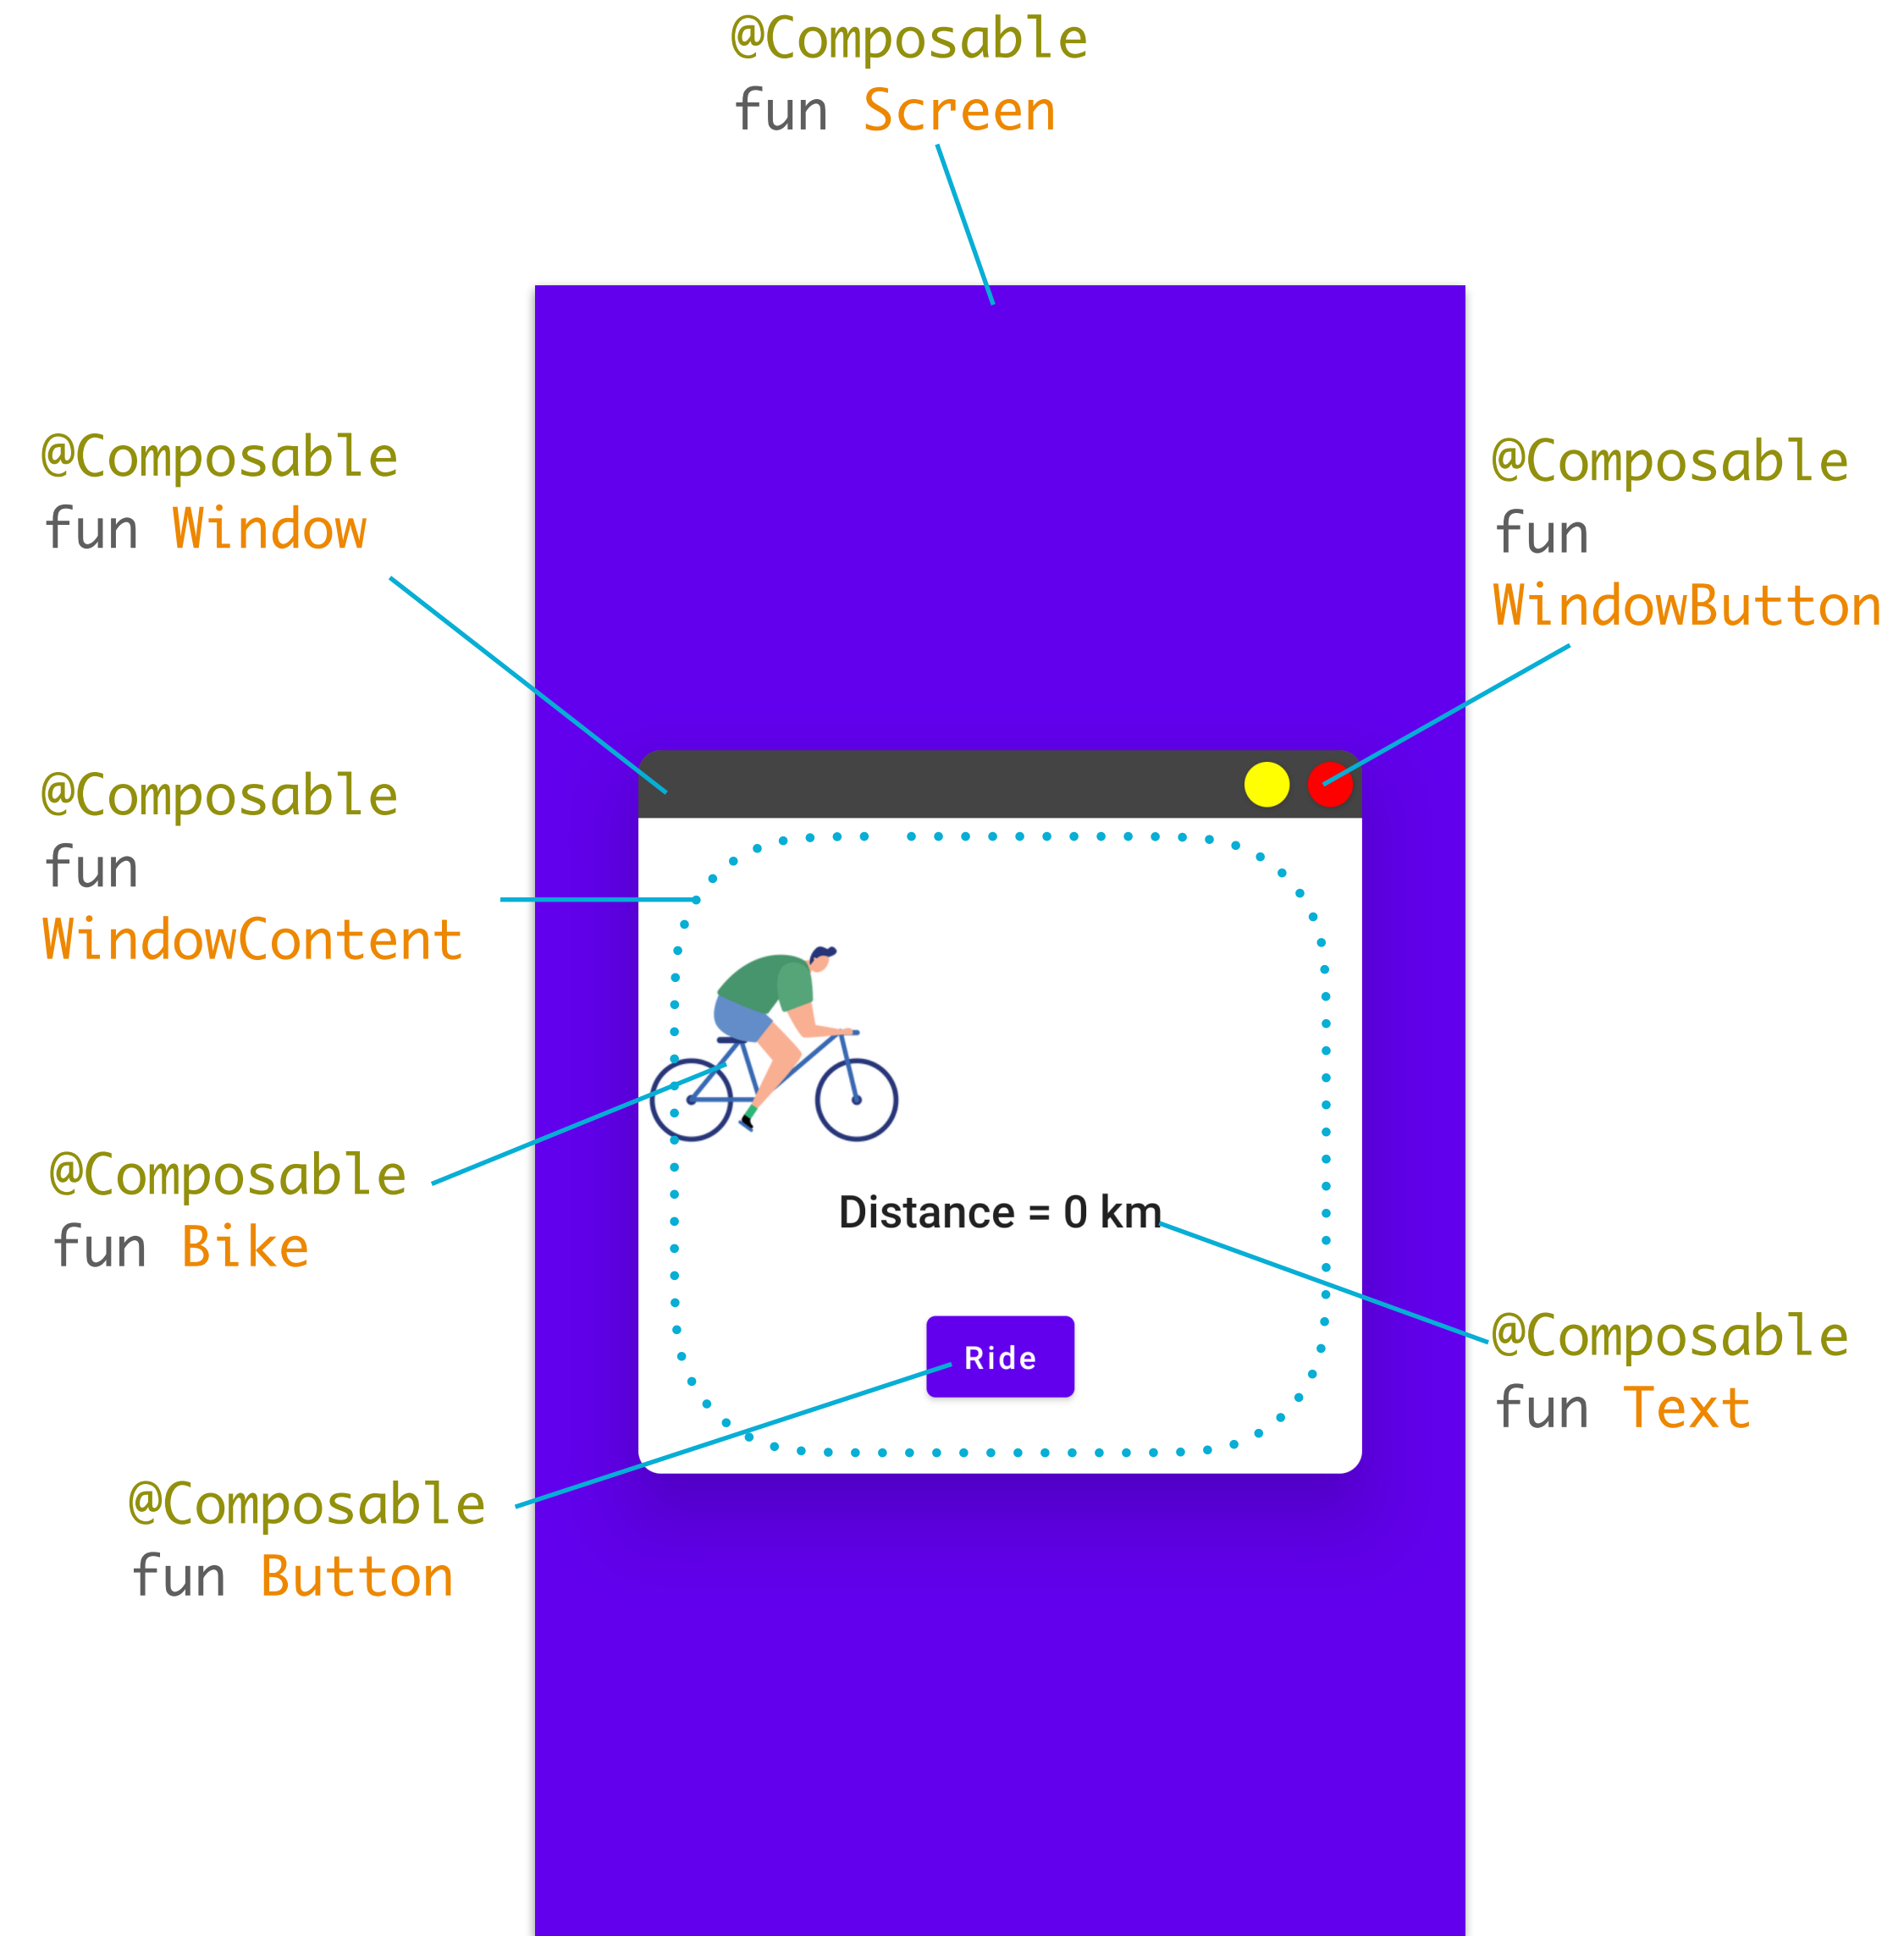 @Composable
fun Screen
@Composable
fun Window
@Composable
fun
WindowButton
@Composable
fun
WindowContent
@Composable
fun Bike
Distance = 0 km
Ride
@Composable
fun Text
@Composable
fun Button